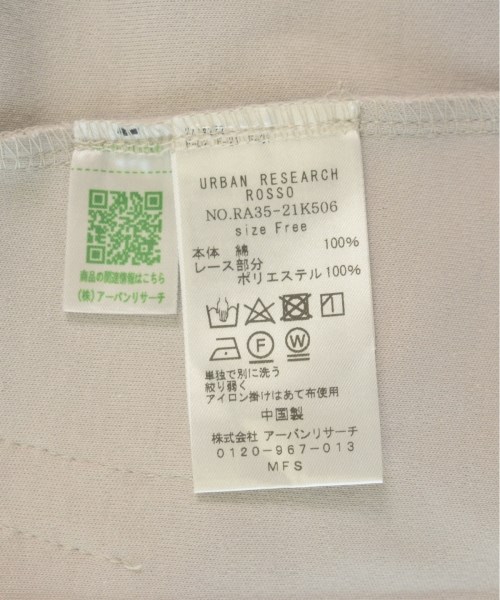 商品の関連情報はこちら
(株) アーバンリサーチ
URBAN RESEARCH
ROSSO
NO.RA35-21K506
size Free
本体 綿 100%
レース部分
ポリエステル 100%
F W
単独で別に洗う
絞り弱く
アイロン掛けはあて布使用
中国製
株式会社 アーバンリサーチ
0120-967-013
MFS